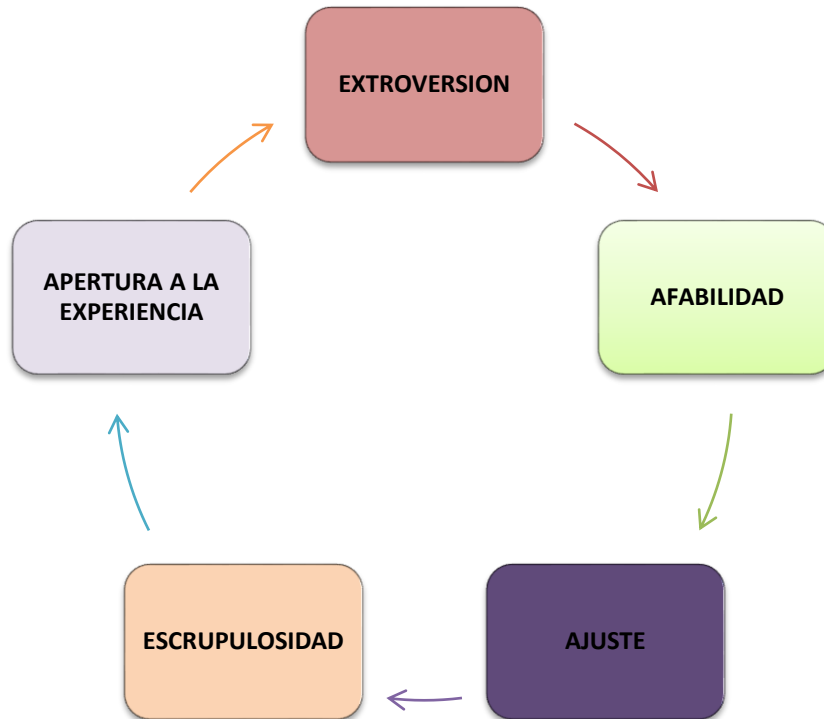 EXTROVERSION
AFABILIDAD
AJUSTE
ESCRUPULOSIDAD
APERTURA A LA
EXPERIENCIA